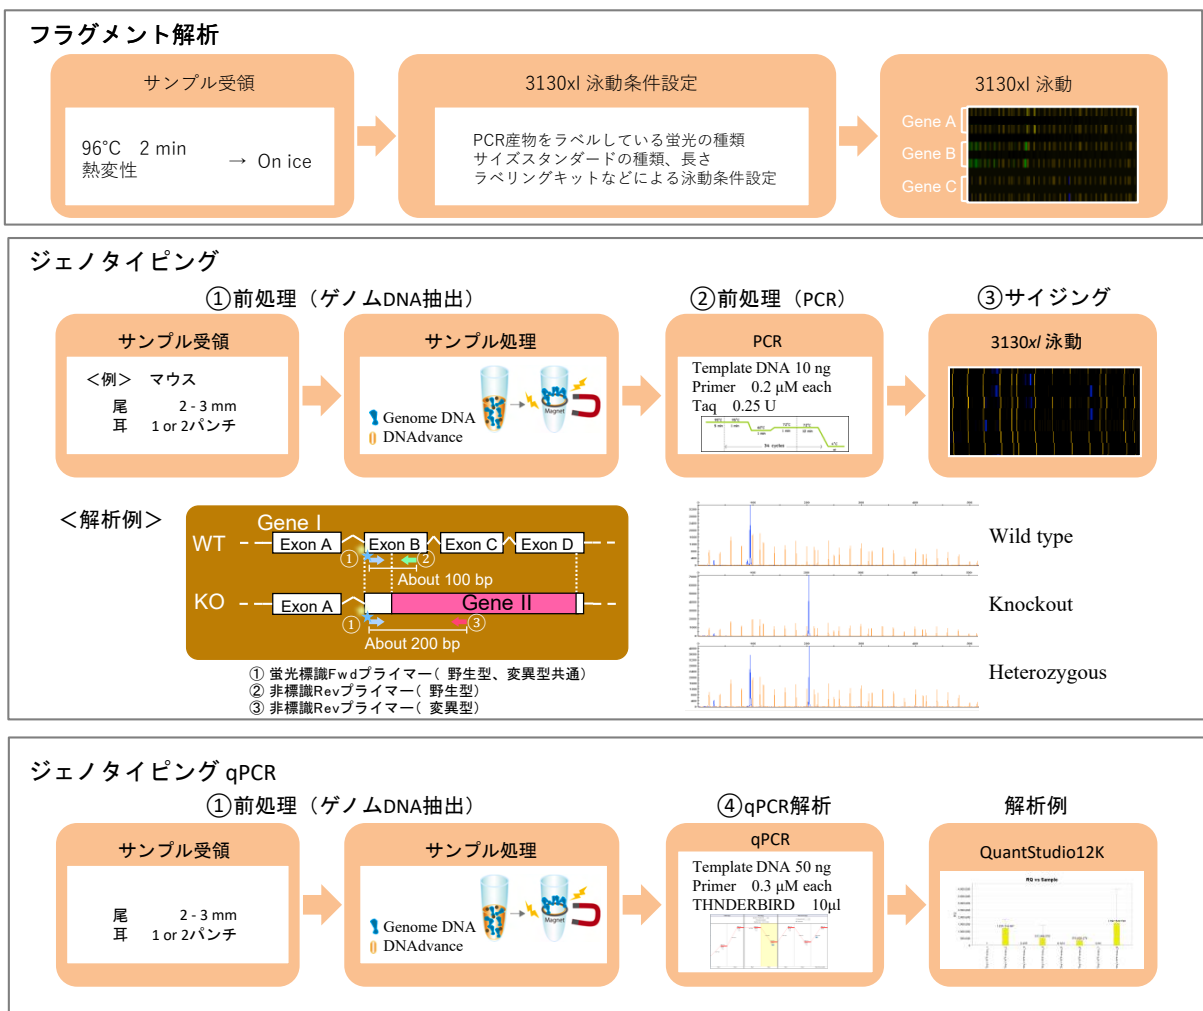 フラグメント解析
サンプル受領
96°C 2 min
熱変性
→ On ice
3130xl 泳動条件設定
PCR産物をラベルしている蛍光の種類
サイズスタンダードの種類、長さ
ラベリングキットなどによる泳動条件設定
3130xl 泳動
Gene A
Gene B
Gene C
ジェノタイピング
①前処理（ゲノムDNA抽出）
②前処理（PCR）
③サイジング
サンプル受領
＜例＞ マウス
尾 2 - 3 mm
耳 1 or 2パンチ
サンプル処理
Genome DNA
DNAdvance
Magnet
PCR
Template DNA 10 ng
Primer 0.2 μM each
Taq 0.25 U
3130xl 泳動
＜解析例＞
Gene I
WT
Exon A
Exon B
Exon C
Exon D
①
②
About 100 bp
KO
Exon A
Gene II
①
③
About 200 bp
① 蛍光標識Fwdプライマー( 野生型、変異型共通）
② 非標識Revプライマー( 野生型）
③ 非標識Revプライマー( 変異型）
Wild type
Knockout
Heterozygous
ジェノタイピング qPCR
①前処理（ゲノムDNA抽出）
④qPCR解析
解析例
サンプル受領
尾 2 - 3 mm
耳 1 or 2パンチ
サンプル処理
Genome DNA
DNAdvance
Magnet
qPCR
Template DNA 50 ng
Primer 0.3 μM each
THNDERBIRD 10μl
QuantStudio12K
RQ vs Sample